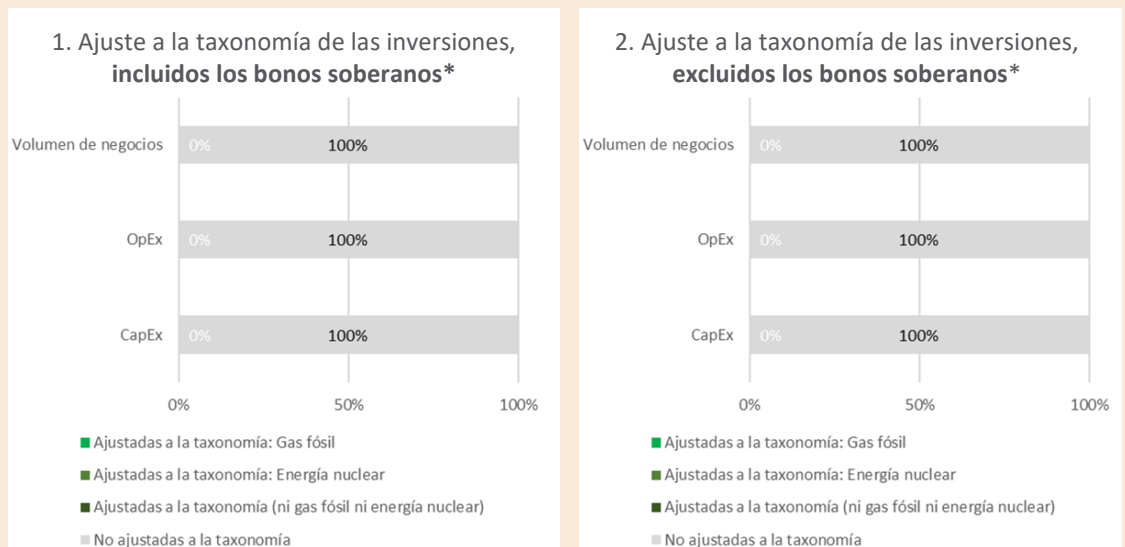 1. Ajuste a la taxonomía de las inversiones,
incluidos los bonos soberanos*
Volumen de negocios
0%
100%
OpEx
0%
100%
CapEx
0%
100%
0%
50%
100%
Ajustadas a la taxonomía: Gas fósil
Ajustadas a la taxonomía: Energía nuclear
Ajustadas a la taxonomía (ni gas fósil ni energía nuclear)
No ajustadas a la taxonomía
2. Ajuste a la taxonomía de las inversiones,
excluidos los bonos soberanos*
Volumen de negocios
0%
100%
OpEx
0%
100%
CapEx
0%
100%
0%
50%
100%
Ajustadas a la taxonomía: Gas fósil
Ajustadas a la taxonomía: Energía nuclear
Ajustadas a la taxonomía (ni gas fósil ni energía nuclear)
No ajustadas a la taxonomía